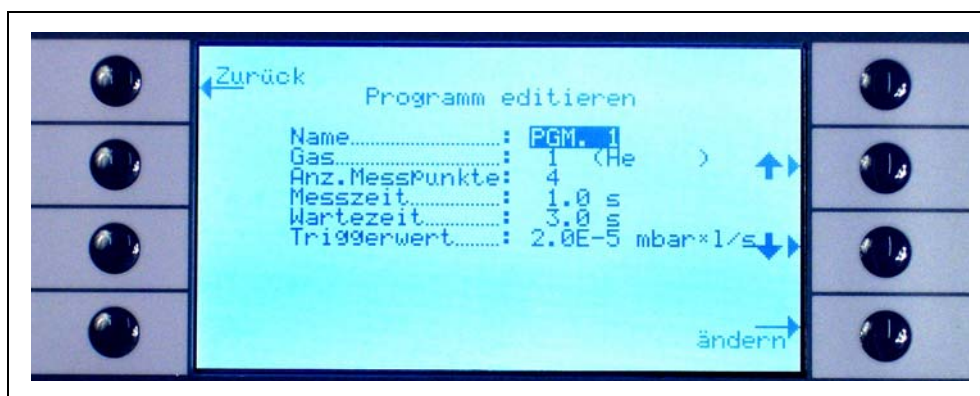 Zurück
Programm editieren
Name................: PGM. 1
Gas..................: 1 (He )
Anz.Messpunkte: 4
Messzeit............: 1.0 s
Wartezeit..........: 3.0 s
Triggerwert.......: 2.0E-5 mbar×l/s
ändern